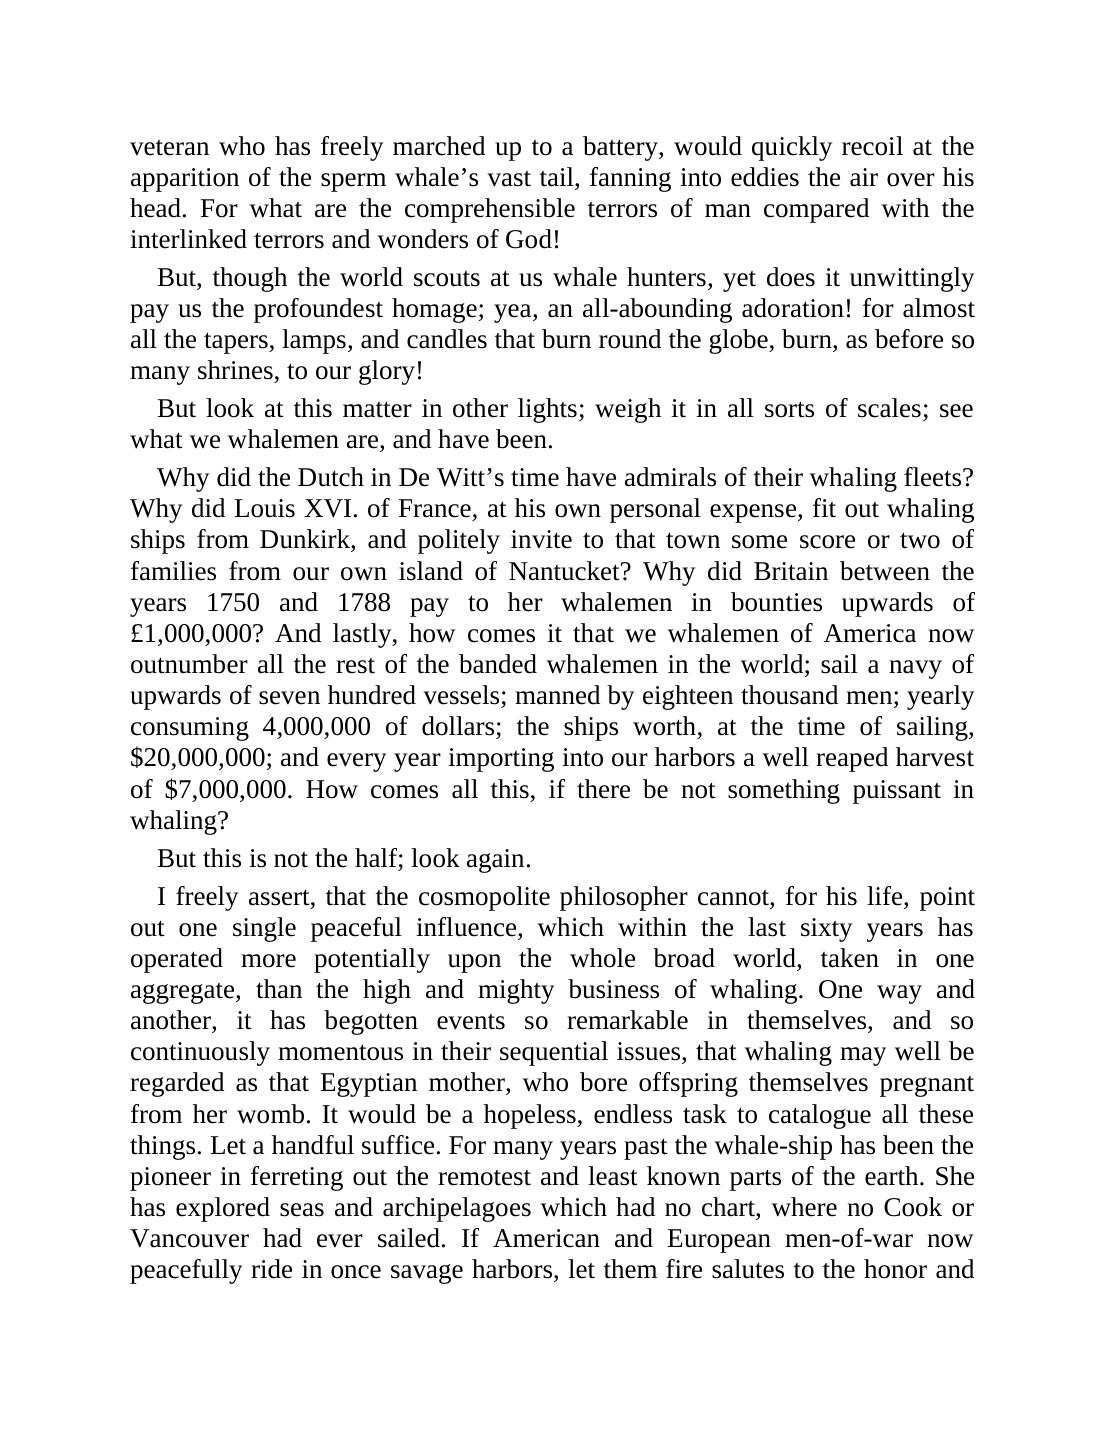 veteran who has freely marched up to a battery, would quickly recoil at the
apparition of the sperm whale’s vast tail, fanning into eddies the air over his
head. For what are the comprehensible terrors of man compared with the
interlinked terrors and wonders of God!
But, though the world scouts at us whale hunters, yet does it unwittingly
pay us the profoundest homage; yea, an all-abounding adoration! for almost
all the tapers, lamps, and candles that burn round the globe, burn, as before so
many shrines, to our glory!
But look at this matter in other lights; weigh it in all sorts of scales; see
what we whalemen are, and have been.
Why did the Dutch in De Witt’s time have admirals of their whaling fleets?
Why did Louis XVI. of France, at his own personal expense, fit out whaling
ships from Dunkirk, and politely invite to that town some score or two of
families from our own island of Nantucket? Why did Britain between the
years 1750 and 1788 pay to her whalemen in bounties upwards of
£1,000,000? And lastly, how comes it that we whalemen of America now
outnumber all the rest of the banded whalemen in the world; sail a navy of
upwards of seven hundred vessels; manned by eighteen thousand men; yearly
consuming 4,000,000 of dollars; the ships worth, at the time of sailing,
$20,000,000; and every year importing into our harbors a well reaped harvest
of $7,000,000. How comes all this, if there be not something puissant in
whaling?
But this is not the half; look again.
I freely assert, that the cosmopolite philosopher cannot, for his life, point
out one single peaceful influence, which within the last sixty years has
operated more potentially upon the whole broad world, taken in one
aggregate, than the high and mighty business of whaling. One way and
another, it has begotten events so remarkable in themselves, and so
continuously momentous in their sequential issues, that whaling may well be
regarded as that Egyptian mother, who bore offspring themselves pregnant
from her womb. It would be a hopeless, endless task to catalogue all these
things. Let a handful suffice. For many years past the whale-ship has been the
pioneer in ferreting out the remotest and least known parts of the earth. She
has explored seas and archipelagoes which had no chart, where no Cook or
Vancouver had ever sailed. If American and European men-of-war now
peacefully ride in once savage harbors, let them fire salutes to the honor and